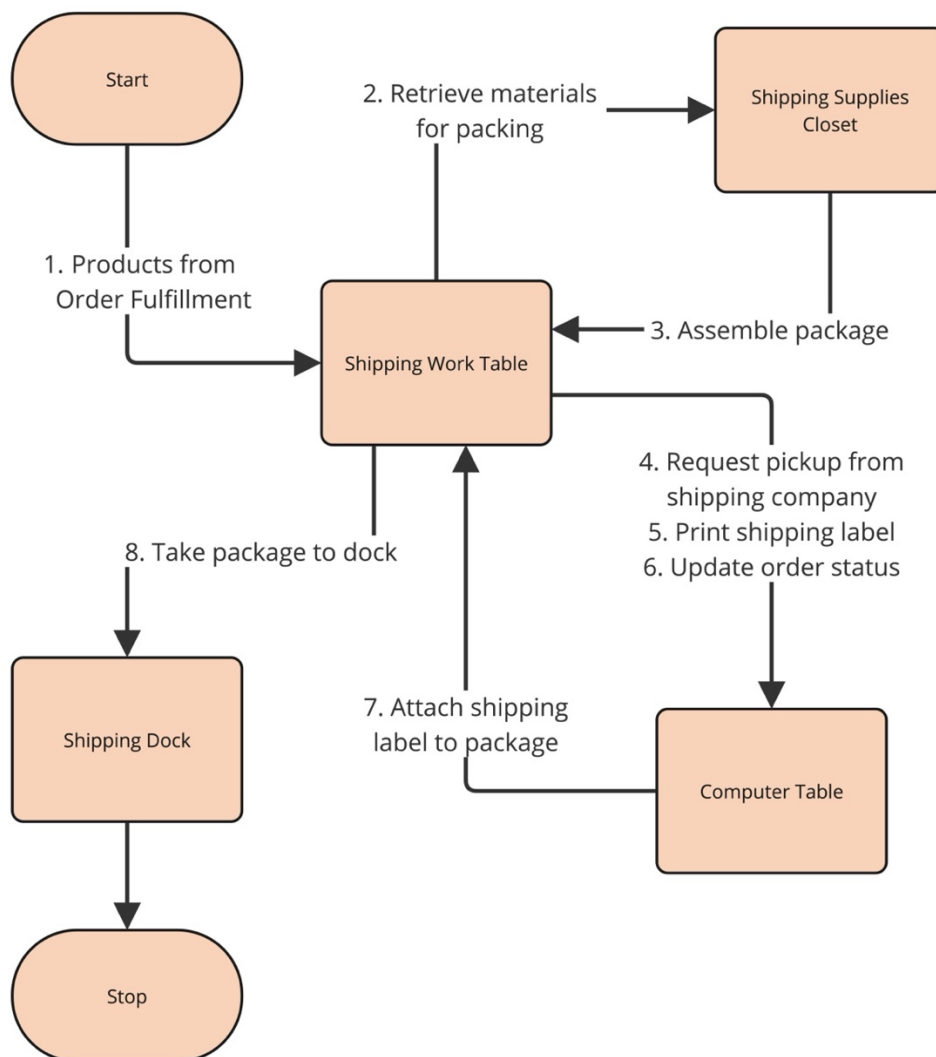 Start
2. Retrieve materials
for packing
Shipping Supplies
Closet
1. Products from
Order Fulfillment
3. Assemble package
Shipping Work Table
4. Request pickup from
shipping company
5. Print shipping label
6. Update order status
8. Take package to dock
7. Attach shipping
label to package
Shipping Dock
Computer Table
Stop